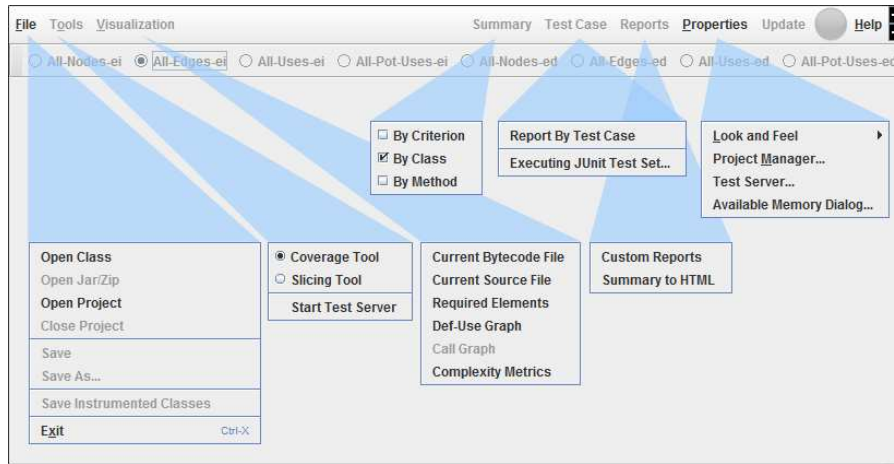 File Tools Visualization Summary Test Case Reports Properties Update Help
All-Nodes-ei All-Edges-ei All-Uses-ei All-Pot-Uses-ei All-Nodes-ed All-Edges-ed All-Uses-ed All-Pot-Uses-ed
By Criterion
By Class
By Method
Report By Test Case
Executing JUnit Test Set...
Look and Feel
Project Manager...
Test Server...
Available Memory Dialog...
Open Class
Open Jar/Zip
Open Project
Close Project
Save
Save As...
Save Instrumented Classes
Exit Ctrl-X
Coverage Tool
Slicing Tool
Start Test Server
Current Bytecode File
Current Source File
Required Elements
Def-Use Graph
Call Graph
Complexity Metrics
Custom Reports
Summary to HTML